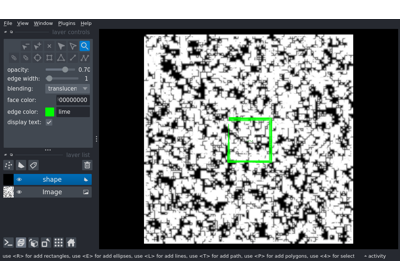 File View Window Plugins Help
layer controls
opacity: 0.70
edge width: 1
blending: translucen
face color: 00000000
edge color: lime
display text:
layer list
shape
Image
use <R> for add rectangles, use <E> for add ellipses, use <L> for add lines, use <T> for add path, use <P> for add polygons, use <4> for select activity